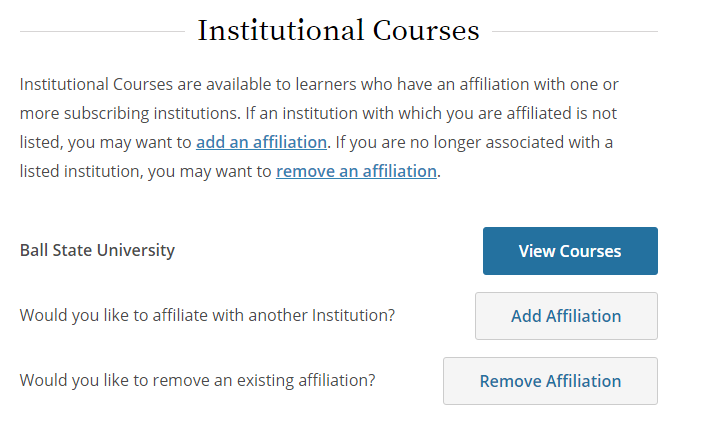 Institutional Courses
Institutional Courses are available to learners who have an affiliation with one or
more subscribing institutions. If an institution with which you are affiliated is not
listed, you may want to add an affiliation. If you are no longer associated with a
listed institution, you may want to remove an affiliation.
Ball State University
View Courses
Would you like to affiliate with another Institution?
Add Affiliation
Would you like to remove an existing affiliation?
Remove Affiliation